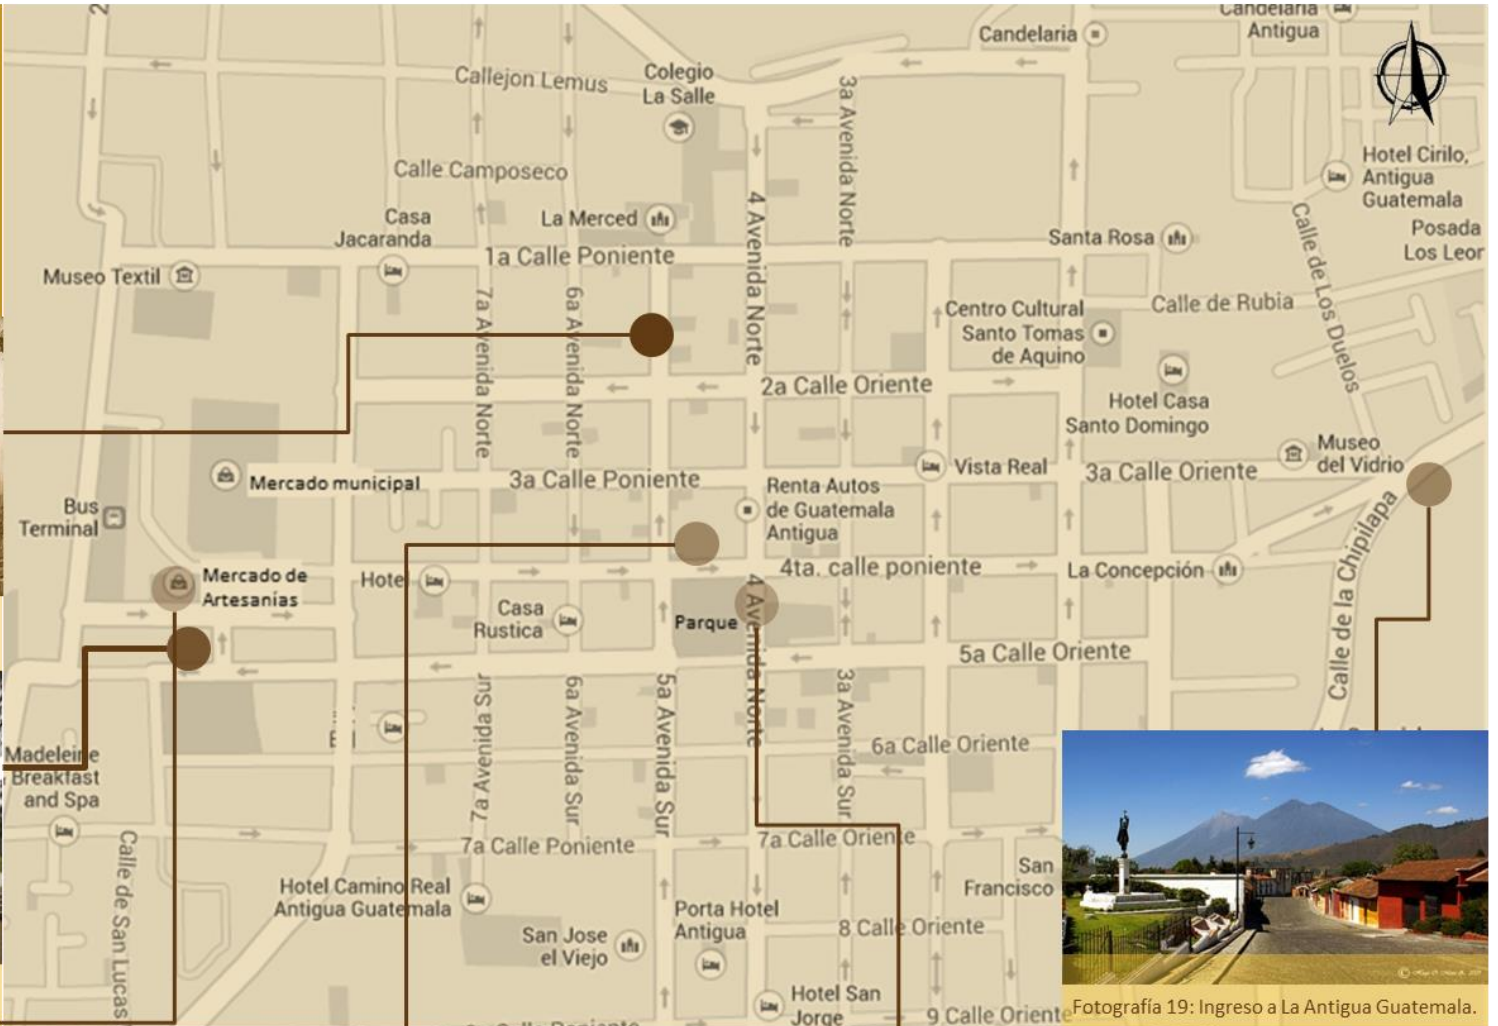 2
Candelaria
Candelaria
Antigua
Callejon Lemus
Colegio
La Salle
3a Avenida Norte
Calle Camposeco
Hotel Cirilo,
Antigua
Guatemala
Casa
Jacaranda
La Merced
4 Avenida Norte
Santa Rosa
Calle de Los Duelos
Posada
Los Leon
1a Calle Poniente
Museo Textil
7a Avenida Norte
6a Avenida Norte
Centro Cultural
Santo Tomas
de Aquino
Calle de Rubia
2a Calle Oriente
Hotel Casa
Santo Domingo
Mercado municipal
3a Calle Poniente
Vista Real
3a Calle Oriente
Museo
del Vidrio
Bus
Terminal
Renta Autos
de Guatemala
Antigua
Calle de la Chipilapa
Mercado de
Artesanías
Hotel
4ta. calle poniente
La Concepción
Casa
Rustica
Parque
4 Avenida Norte
5a Calle Oriente
7 a Avenida Sur
6a Avenida Sur
5a Avenida Sur
3a Avenida Sur
Madeleine
Breakfast
and Spa
6a Calle Oriente
Calle de San Lucas
7a Calle Poniente
7a Calle Oriente
San
Francisco
Hotel Camino Real
Antigua Guatemala
San Jose
el Viejo
Porta Hotel
Antigua
8 Calle Oriente
Hotel San
Jorge
9 Calle Oriente
Fotografía 19: Ingreso a La Antigua Guatemala.